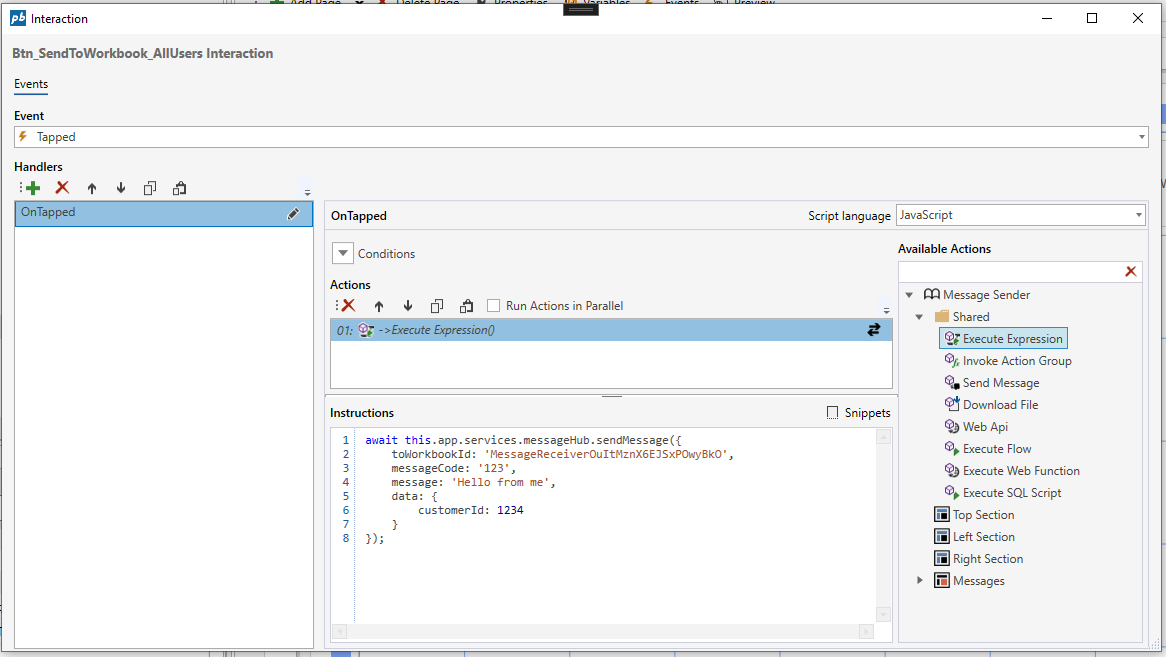 Add Page Delete Page Properties Variables Events Preview
pb Interaction
Btn_SendToWorkbook_AllUsers Interaction
Events
Event
Tapped
Handlers
OnTapped
OnTapped
Script language JavaScript
Conditions
Actions
Run Actions in Parallel
01: ->Execute Expression()
Instructions
Snippets
1 await this.app.services.messageHub.sendMessage({
2 toWorkbookId: 'MessageReceiverOuItMznX6EJSxPOwyBkO',
3 messageCode: '123',
4 message: 'Hello from me',
5 data: {
6 customerId: 1234
7 }
8 });
Available Actions
Message Sender
Shared
Execute Expression
Invoke Action Group
Send Message
Download File
Web Api
Execute Flow
Execute Web Function
Execute SQL Script
Top Section
Left Section
Right Section
Messages